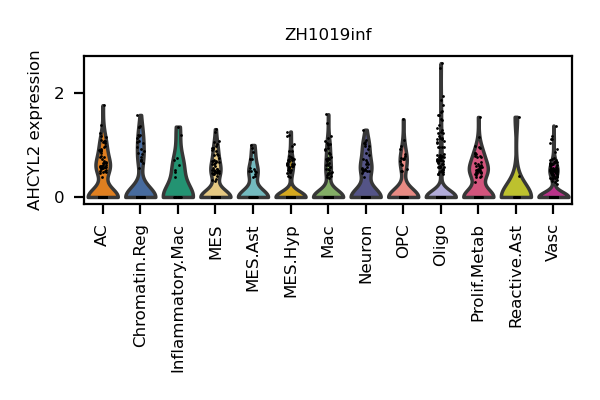 ZH1019inf
AHCYL2 expression
2
0
AC
Chromatin.Reg
Inflammatory.Mac
MES
MES.Ast
MES.Hyp
Mac
Neuron
OPC
Oligo
Prolif.Metab
Reactive.Ast
Vasc